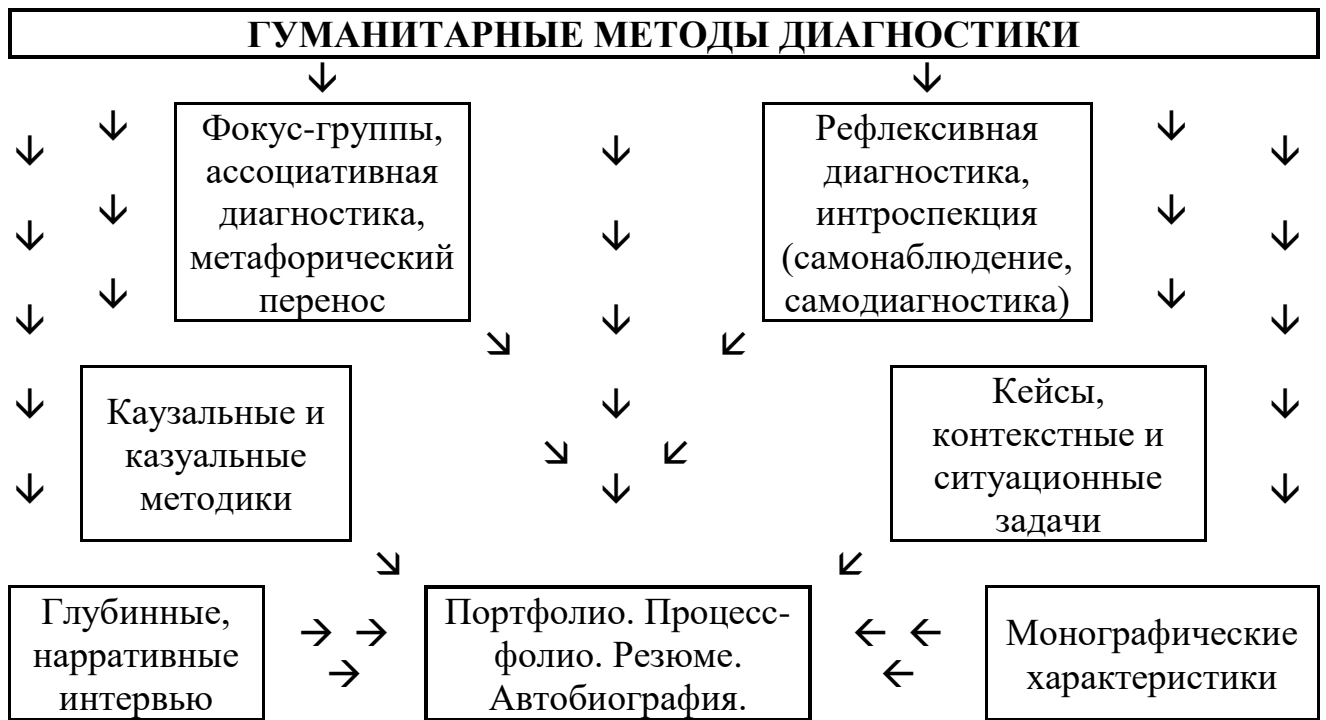 ГУМАНИТАРНЫЕ МЕТОДЫ ДИАГНОСТИКИ
Фокус-группы,
ассоциативная
диагностика,
метафорический
перенос
Рефлексивная
диагностика,
интроспекция
(самонаблюдение,
самодиагностика)
Каузальные и
казуальные
методики
Кейсы,
контекстные и
ситуационные
задачи
Глубинные,
нарративные
интервью
Портфолио. Процесс-
фолио. Резюме.
Автобиография.
Монографические
характеристики